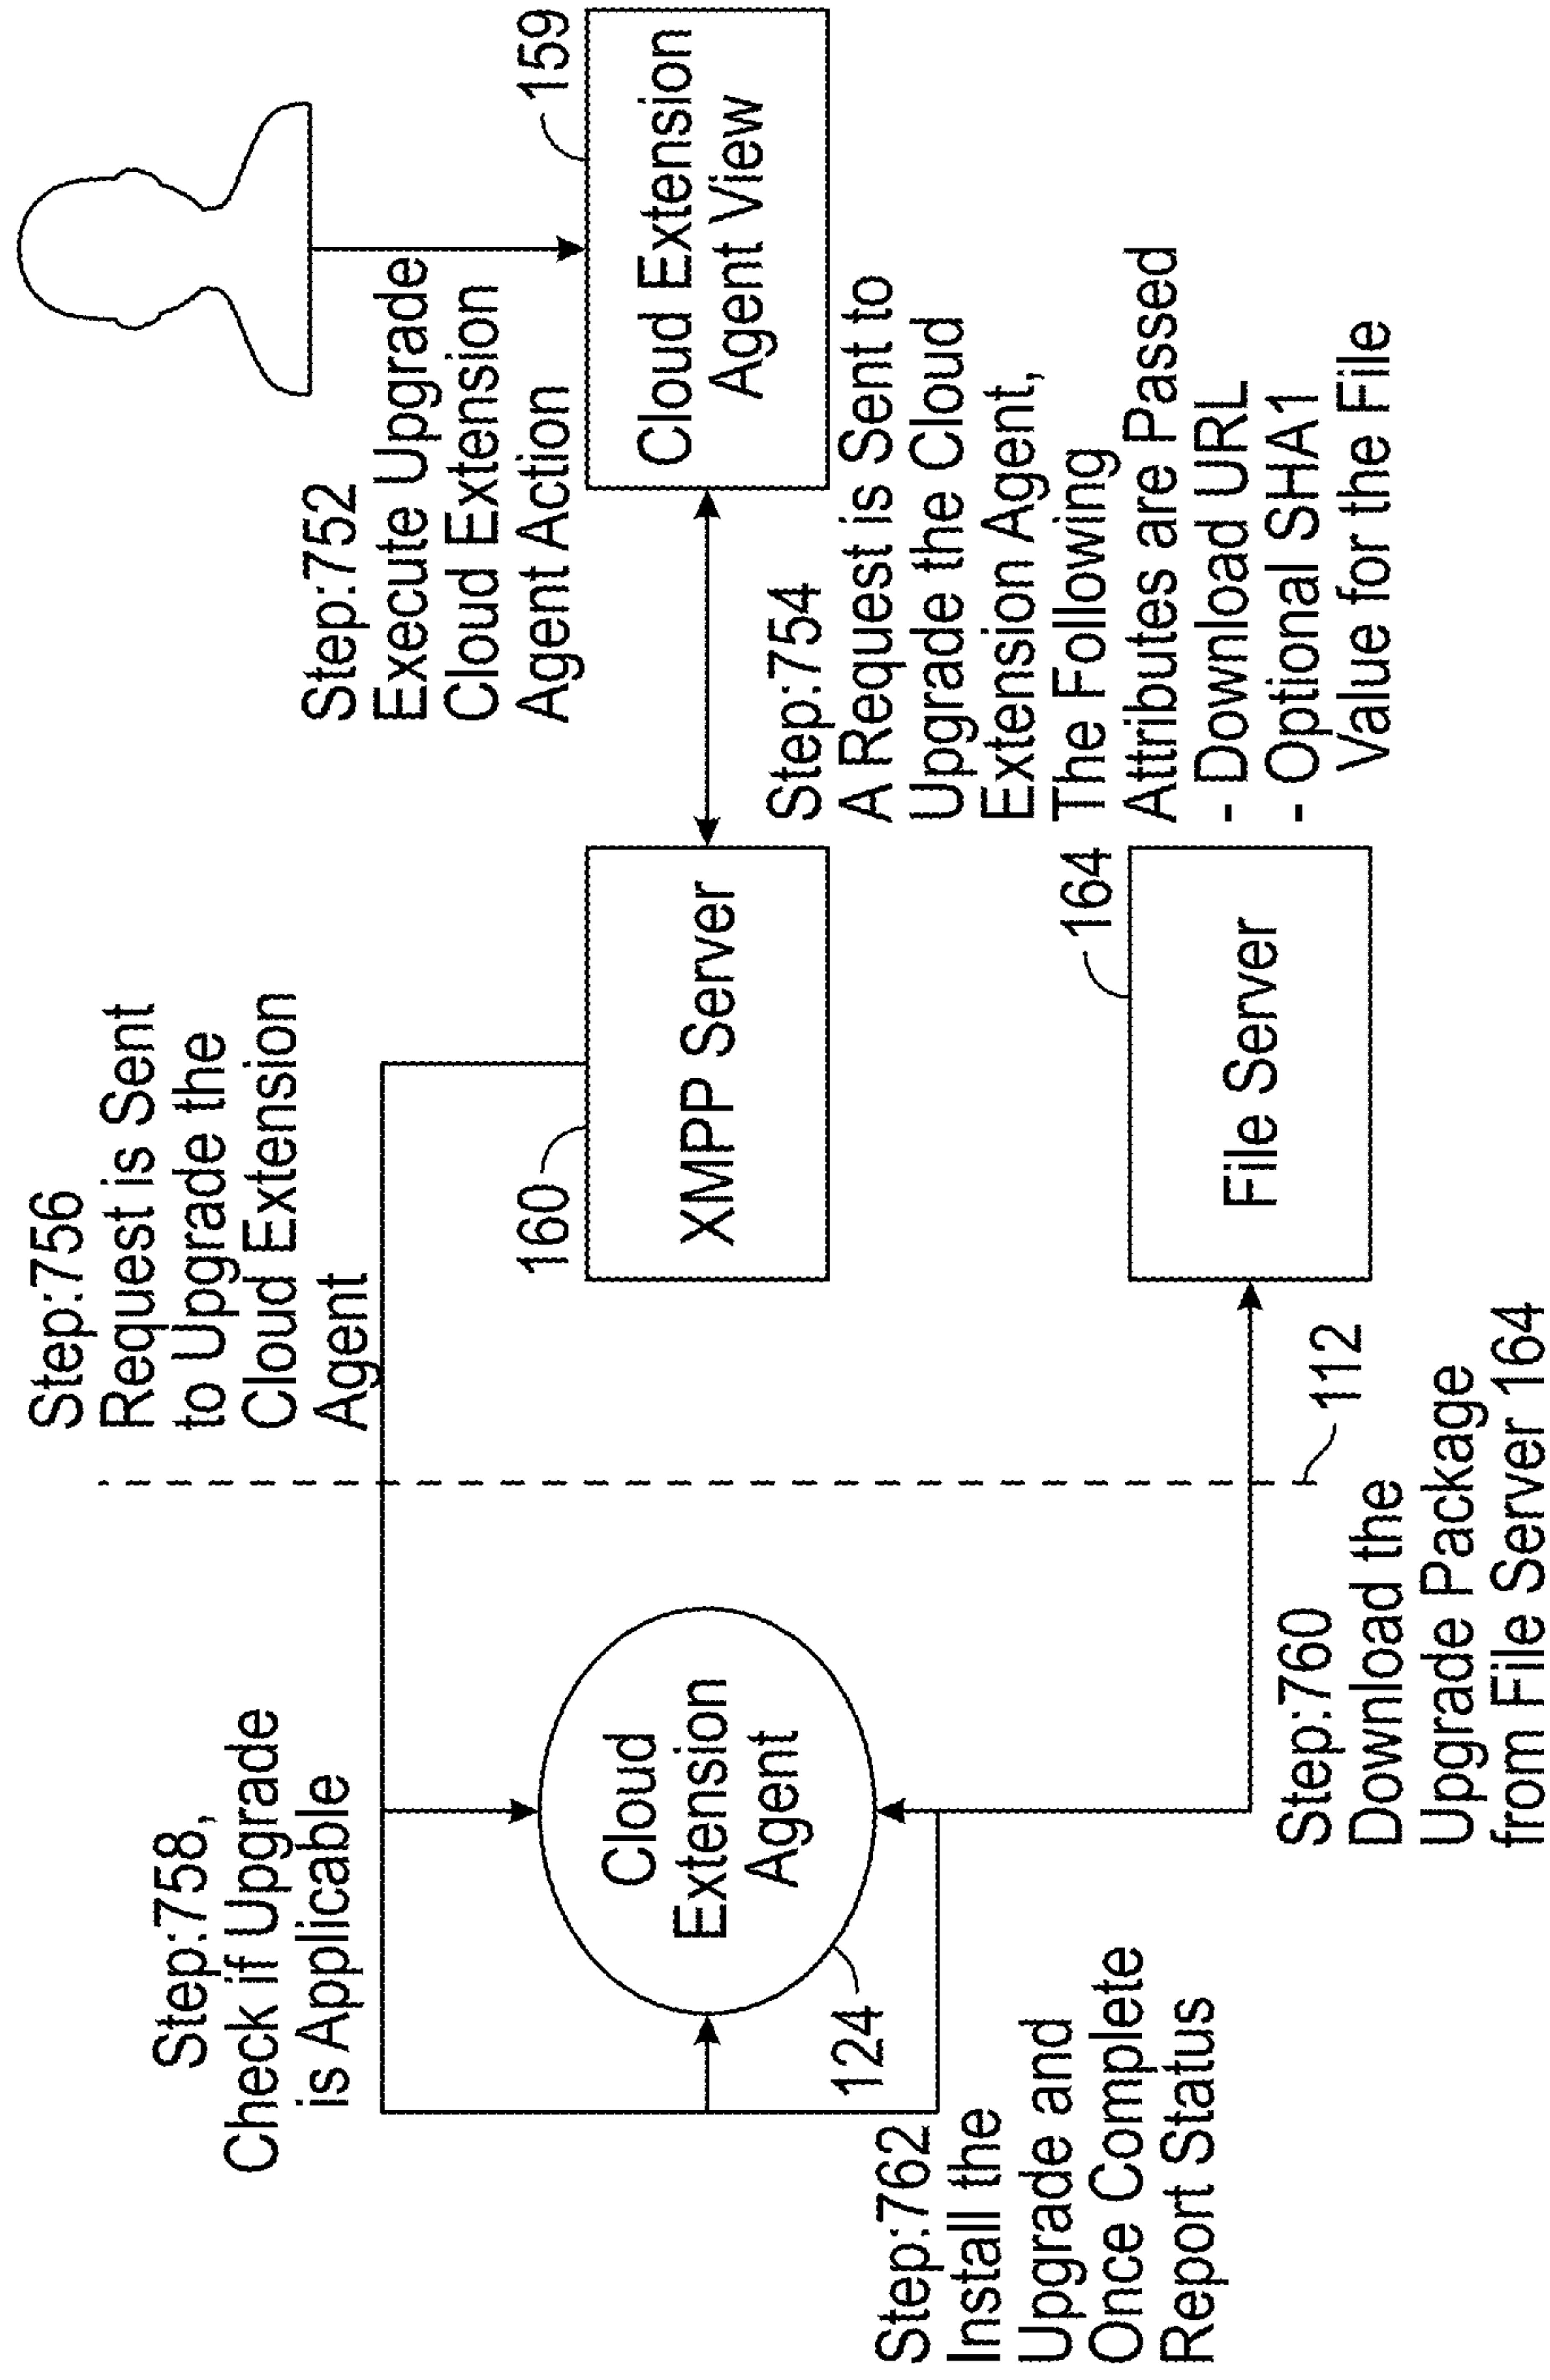 Step:752
Execute Upgrade
Cloud Extension
Agent Action
159
Cloud Extension
Agent View
Step:754
A Request is Sent to
Upgrade the Cloud
Extension Agent,
The Following
Attributes are Passed
- Download URL
- Optional SHA1
Value for the File
Step:756
Request is Sent
to Upgrade the
Cloud Extension
Agent
160
XMPP Server
164
File Server
112
Step:758,
Check if Upgrade
is Applicable
Cloud
Extension
Agent
124
Step:760
Download the
Upgrade Package
from File Server 164
Step:762
Install the
Upgrade and
Once Complete
Report Status